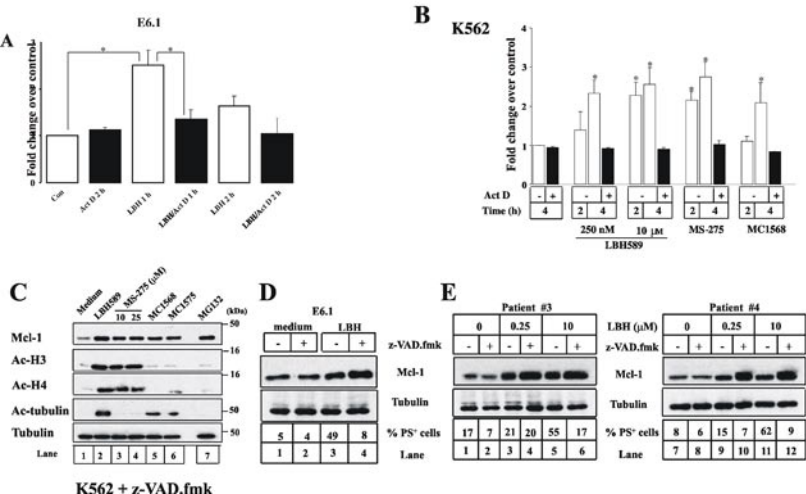 A
E6.1
Fold change over control
Con
Act D 2 h
LBH 1 h
LBH/Act D 1 h
LBH 2 h
LBH/Act D 2 h
B
K562
Fold change over control
5
4
3
2
1
0
Act D - + - + - + - + - +
Time (h) 4 2 4 2 4 2 4 2 4
250 nM 10 μM MS-275 MC1568
LBH589
C
Medium
LBH589
MS-275 (μM)
10 25
MC1568
MC1575
MG132
(kDa)
Mcl-1
50
Ac-H3
16
Ac-H4
16
Ac-tubulin
50
Tubulin
50
Lane 1 2 3 4 5 6 7
K562 + z-VAD.fmk
D
E6.1
medium LBH
- + - +
5 4 49 8
1 2 3 4
z-VAD.fmk
Mcl-1
Tubulin
% PS+ cells
Lane
E
Patient #3
0 0.25 10
- + - + - +
17 7 21 20 55 17
1 2 3 4 5 6
LBH (μM)
z-VAD.fmk
Mcl-1
Tubulin
% PS+ cells
Lane
Patient #4
0 0.25 10
- + - + - +
8 6 15 7 62 9
7 8 9 10 11 12